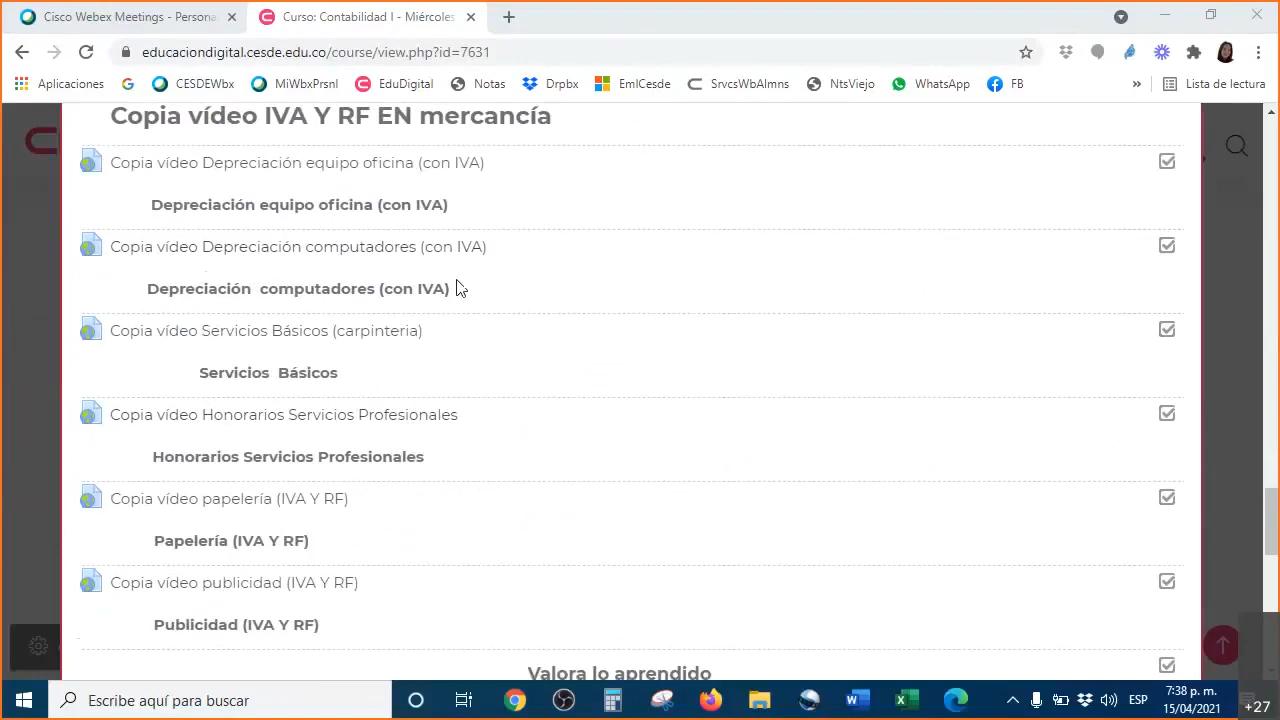 Cisco Webex Meetings - Persona
Curso: Contabilidad I - Miércoles
educaciondigital.cesde.edu.co/course/view.php?id=7631
Aplicaciones
CESDEWbx
MiWbxPrsnl
EduDigital
Notas
Drpbx
EmlCesde
SrvcsWbAlmns
NtsViejo
WhatsApp
FB
»
Lista de lectura
Copia vídeo IVA Y RF EN mercancía
Copia vídeo Depreciación equipo oficina (con IVA)
Depreciación equipo oficina (con IVA)
Copia vídeo Depreciación computadores (con IVA)
Depreciación computadores (con IVA)
Copia vídeo Servicios Básicos (carpinteria)
Servicios Básicos
Copia vídeo Honorarios Servicios Profesionales
Honorarios Servicios Profesionales
Copia vídeo papelería (IVA Y RF)
Papelería (IVA Y RF)
Copia vídeo publicidad (IVA Y RF)
Publicidad (IVA Y RF)
Valora lo aprendido
Escribe aquí para buscar
ESP
7:38 p. m.
15/04/2021
+27